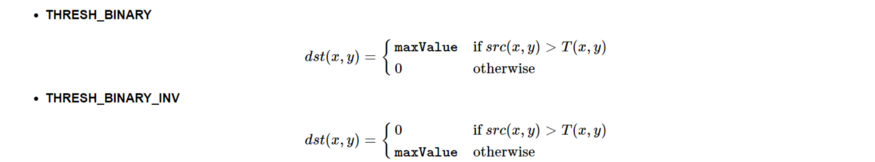 • THRESH_BINARY
dst(x, y) = { maxValue if src(x, y) > T(x, y)
0 otherwise
• THRESH_BINARY_INV
dst(x, y) = { 0 if src(x, y) > T(x, y)
maxValue otherwise